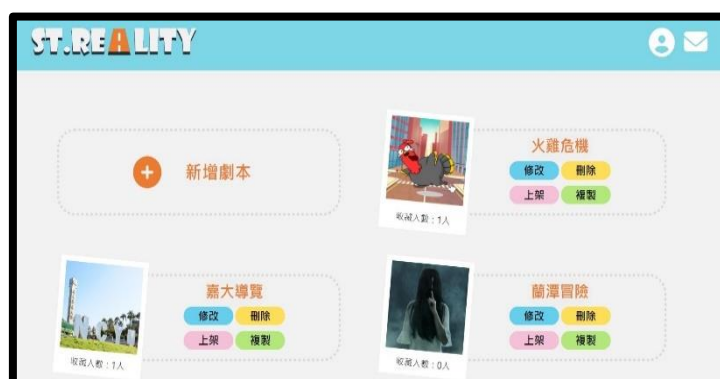 ST.REALITY
新增劇本
火雞危機
修改 刪除
上架 複製
收藏人數：1人
嘉大導覽
修改 刪除
上架 複製
收藏人數：1人
蘭潭冒險
修改 刪除
上架 複製
收藏人數：0人